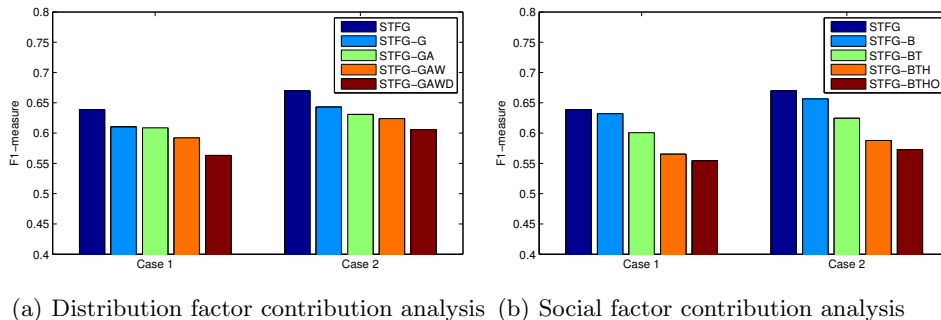 0.8
0.75
0.7
0.65
0.6
0.55
0.5
0.45
0.4
F1−measure
Case 1
Case 2
STFG
STFG−G
STFG−GA
STFG−GAW
STFG−GAWD
0.8
0.75
0.7
0.65
0.6
0.55
0.5
0.45
0.4
F1−measure
Case 1
Case 2
STFG
STFG−B
STFG−BT
STFG−BTH
STFG−BTHO
(a) Distribution factor contribution analysis
(b) Social factor contribution analysis